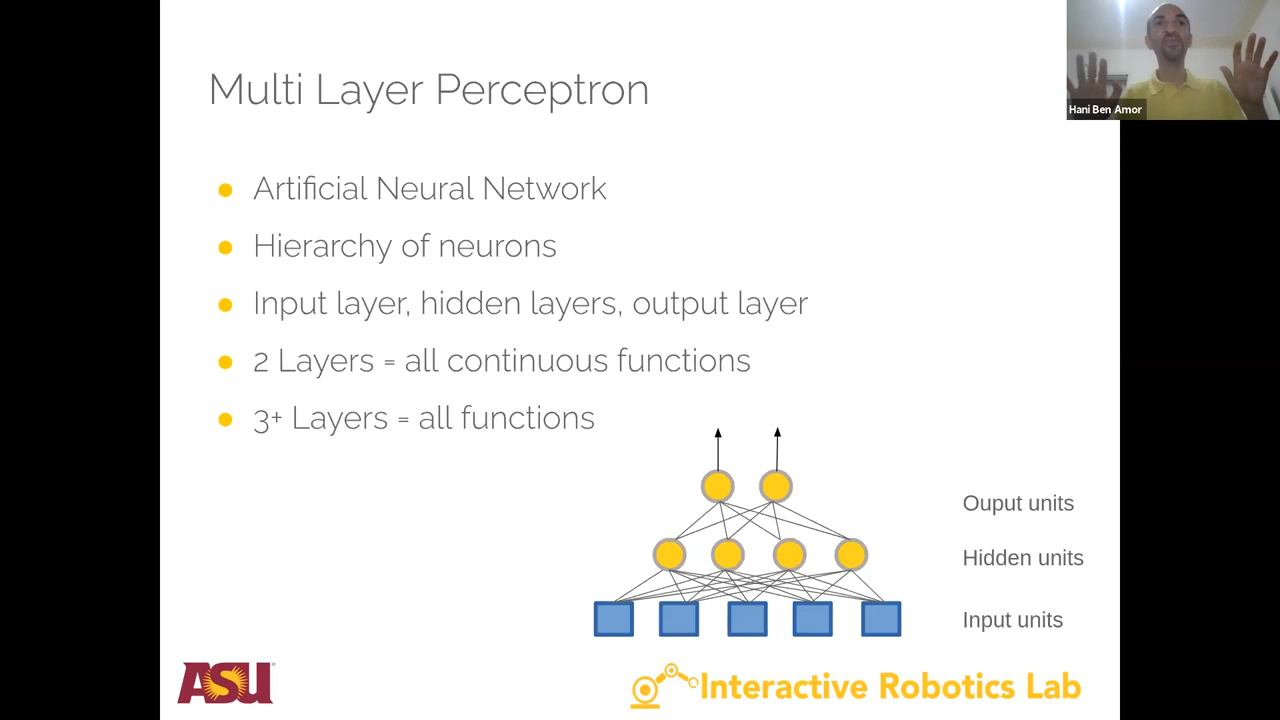 Multi Layer Perceptron
Hani Ben Amor
Artificial Neural Network
Hierarchy of neurons
Input layer, hidden layers, output layer
2 Layers = all continuous functions
3+ Layers = all functions
Ouput units
Hidden units
Input units
ASU
Interactive Robotics Lab